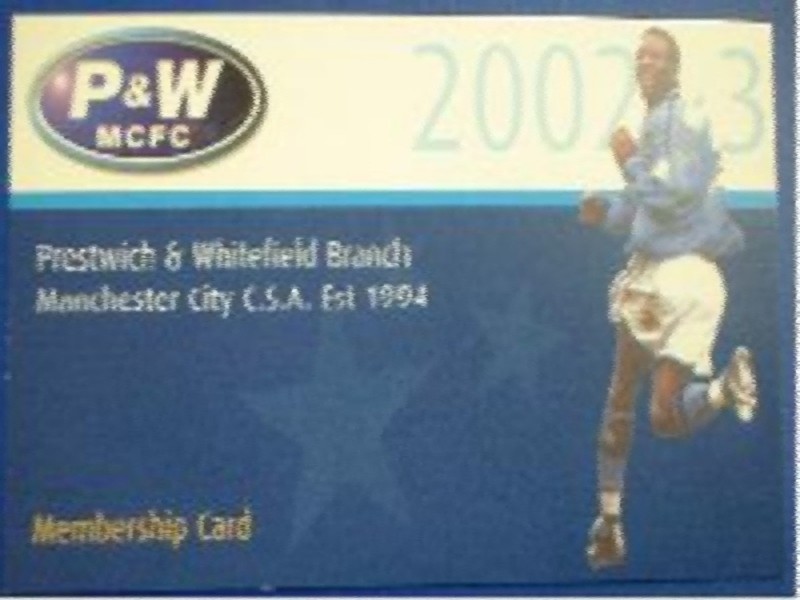 P&W
MCFC
2002 3
Prestwich & Whitefield Branch
Manchester City C.S.A. Est 1994
Membership Card